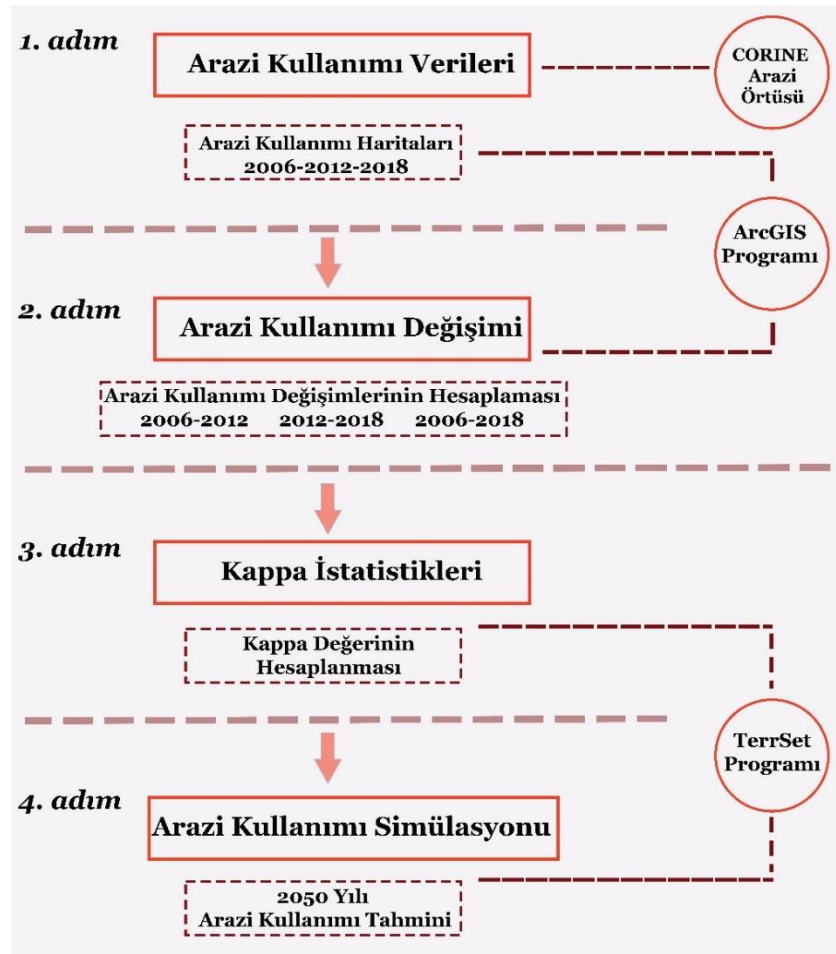 1. adım
Arazi Kullanımı Verileri
CORINE
Arazi
Örtüsü
Arazi Kullanımı Haritaları
2006-2012-2018
ArcGIS
Programı
2. adım
Arazi Kullanımı Değişimi
Arazi Kullanımı Değişimlerinin Hesaplaması
2006-2012 2012-2018 2006-2018
3. adım
Kappa İstatistikleri
Kappa Değerinin
Hesaplanması
TerrSet
Programı
4. adım
Arazi Kullanımı Simülasyonu
2050 Yılı
Arazi Kullanımı Tahmini